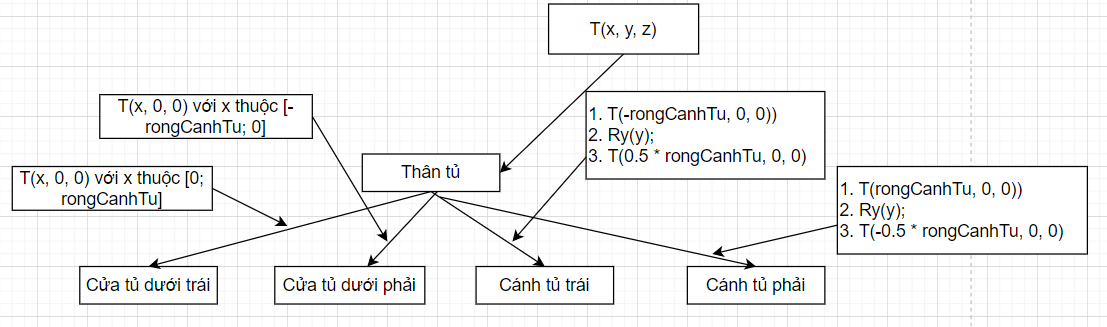 T(x, y, z)
T(x, 0, 0) với x thuộc [-
rongCanhTu; 0]
1. T(-rongCanhTu, 0, 0))
2. Ry(y);
3. T(0.5 * rongCanhTu, 0, 0)
Thân tủ
T(x, 0, 0) với x thuộc [0;
rongCanhTu]
1. T(rongCanhTu, 0, 0))
2. Ry(y);
3. T(-0.5 * rongCanhTu, 0, 0)
Cửa tủ dưới trái
Cửa tủ dưới phải
Cánh tủ trái
Cánh tủ phải